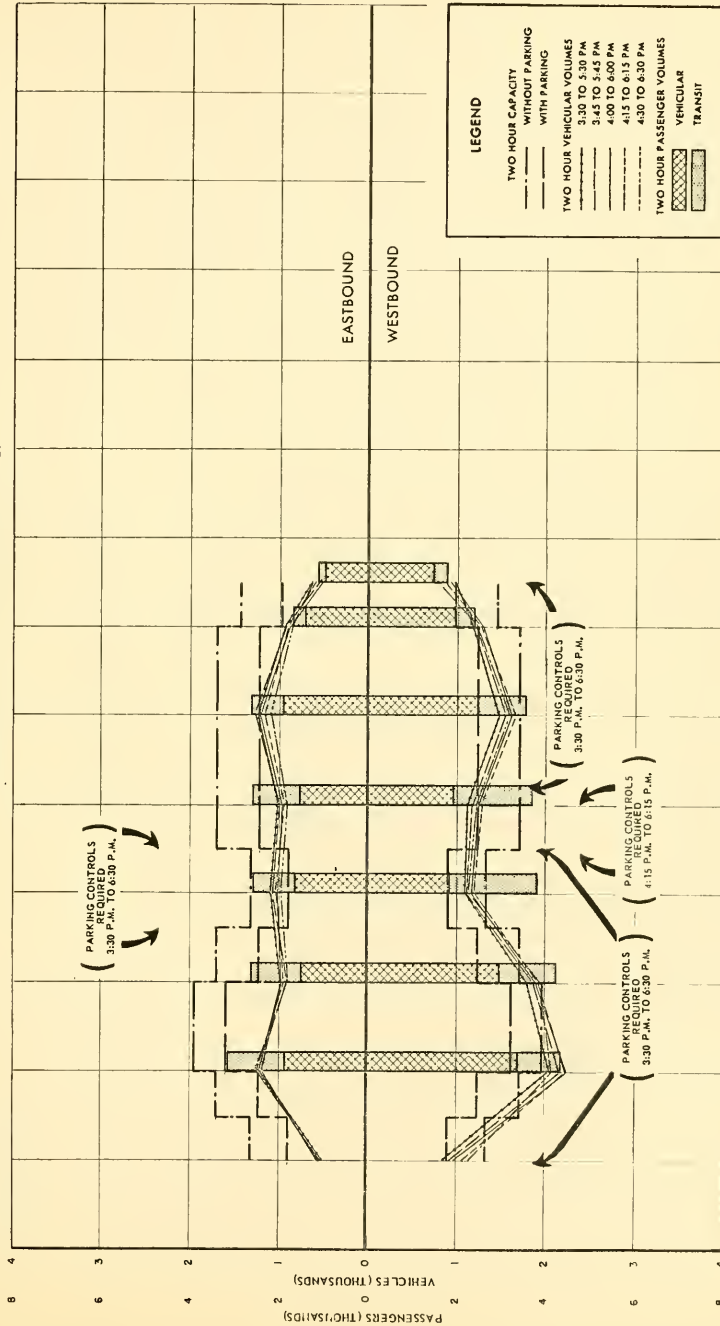 EASTBOUND
WESTBOUND
LEGEND
TWO HOUR CAPACITY
WITHOUT PARKING
WITH PARKING
TWO HOUR VEHICULAR VOLUMES
3:30 TO 5:30 PM
3:45 TO 5:45 PM
4:00 TO 6:00 PM
4:15 TO 6:15 PM
4:30 TO 6:30 PM
TWO HOUR PASSENGER VOLUMES
VEHICULAR
TRANSIT
(PARKING CONTROLS
REQUIRED
3:30 P.M. TO 6:30 P.M.)
(PARKING CONTROLS
REQUIRED
3:30 P.M. TO 6:30 P.M.)
(PARKING CONTROLS
REQUIRED
4:15 P.M. TO 6:15 P.M.)
(PARKING CONTROLS
REQUIRED
3:30 P.M. TO 6:30 P.M.)
4 3 2 1 0 1 2 3 4
VEHICLES (THOUSANDS)
8 6 4 2 0 2 4 6 8
PASSENGERS (THOUSANDS)